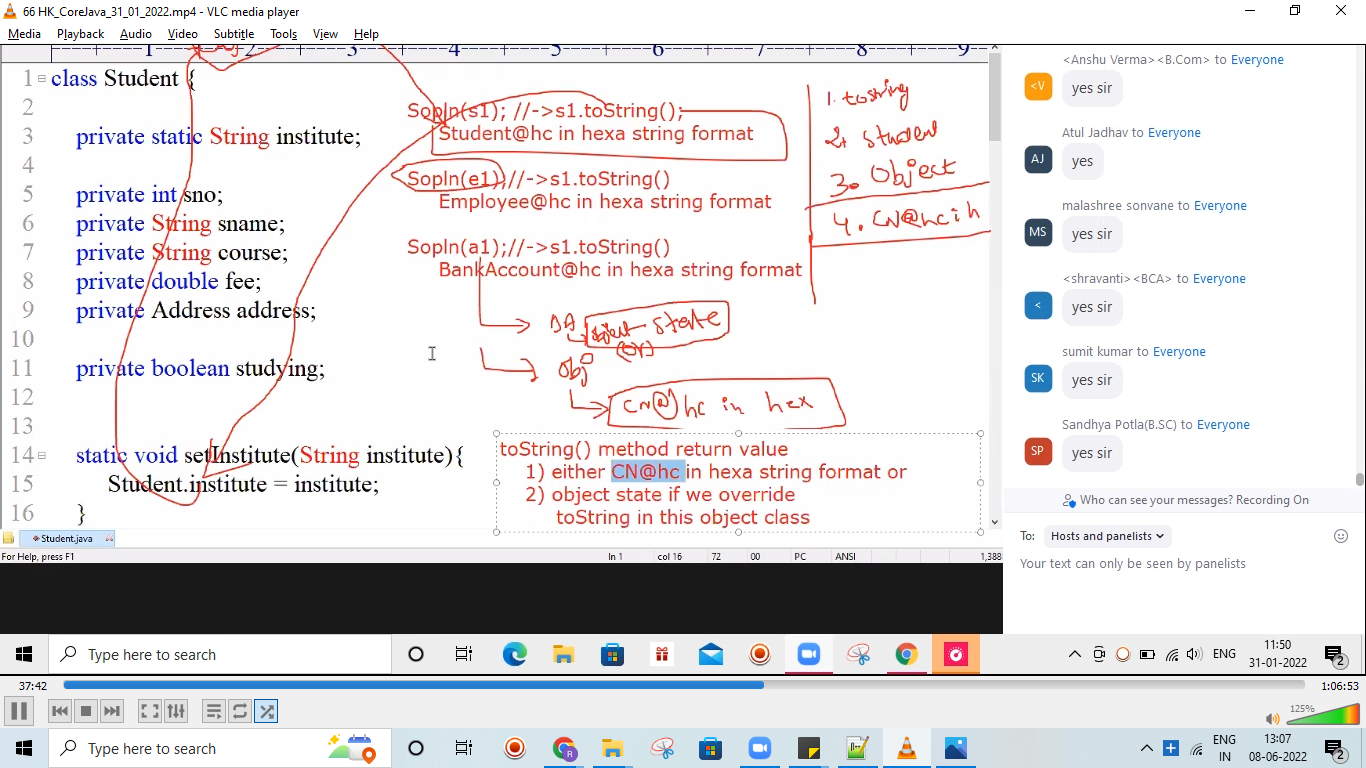 66 HK_CoreJava_31_01_2022.mp4 - VLC media player
Media Playback Audio Video Subtitle Tools View Help
1 2 3 4 5 6 7 8 9
1 class Student {
2
3 private static String institute;
4
5 private int sno;
6 private String sname;
7 private String course;
8 private double fee;
9 private Address address;
10
11 private boolean studying;
12
13
14 static void setInstitute(String institute){
15 Student.institute = institute;
16 }
Sopln(s1); //->s1.toString();
Student@hc in hexa string format
Sopln(e1);//->s1.toString()
Employee@hc in hexa string format
Sopln(a1);//->s1.toString()
BankAccount@hc in hexa string format
1. toString
2. Student
3. Object
4. CN@hc in h
BA
object state
(or)
Obj
CN@hc in hex
toString() method return value
1) either CN@hc in hexa string format or
2) object state if we override
toString in this object class
Student.java
For Help, press F1
ln 1 col 16 72 00 PC ANSI 1,388
<Anshu Verma><B.Com> to Everyone
<V
yes sir
Atul Jadhav to Everyone
AJ
yes
malashree sonvane to Everyone
MS
yes sir
<shravanti><BCA> to Everyone
<
yes sir
sumit kumar to Everyone
SK
yes sir
Sandhya Potla(B.SC) to Everyone
SP
yes sir
Who can see your messages? Recording On
To: Hosts and panelists
Your text can only be seen by panelists
Type here to search
ENG
11:50
31-01-2022
2
37:42
1:06:53
125%
Type here to search
ENG
IN
13:07
08-06-2022
2